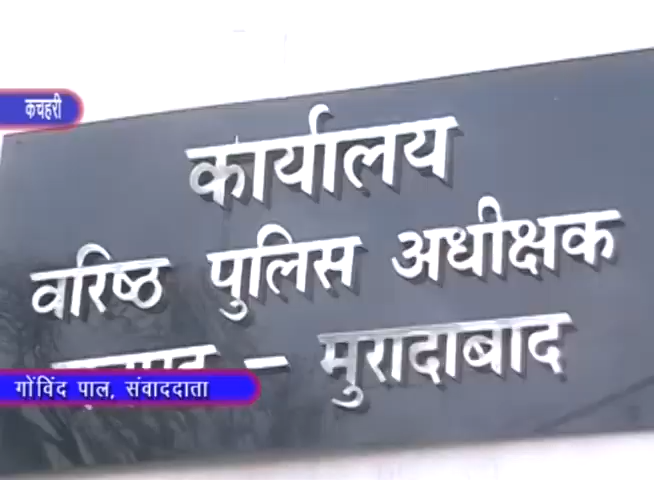 कचहरी
कार्यालय
वरिष्ठ पुलिस अधीक्षक
– मुरादाबाद
गोविंद पाल, संवाददाता